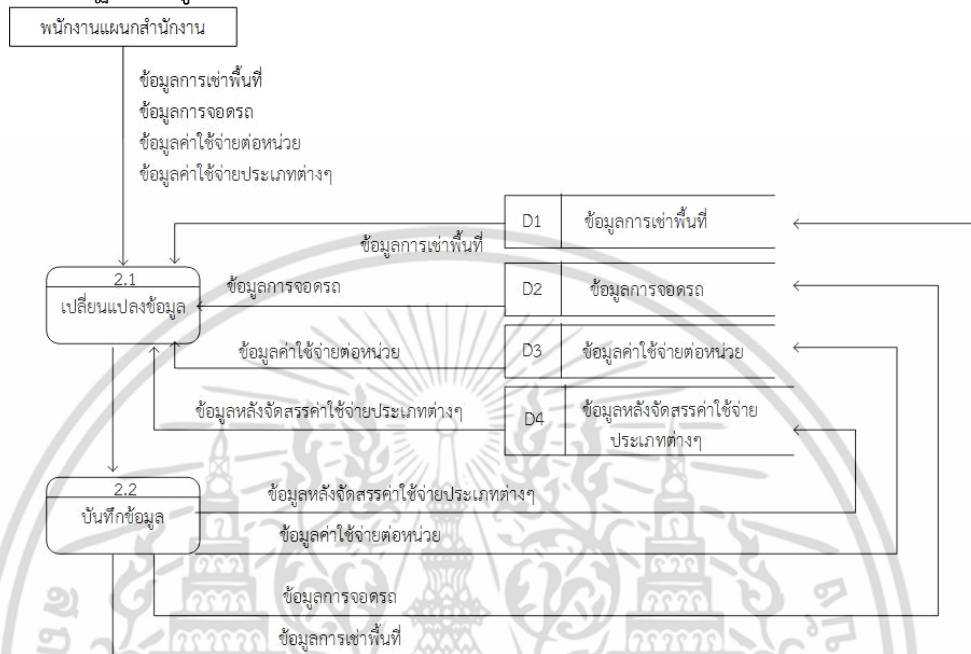 พนักงานแผนกสำนักงาน
ข้อมูลการเช่าพื้นที่
ข้อมูลการจอดรถ
ข้อมูลค่าใช้จ่ายต่อหน่วย
ข้อมูลค่าใช้จ่ายประเภทต่างๆ
D1 ข้อมูลการเช่าพื้นที่
ข้อมูลการเช่าพื้นที่
2.1
เปลี่ยนแปลงข้อมูล
ข้อมูลการจอดรถ
D2 ข้อมูลการจอดรถ
ข้อมูลค่าใช้จ่ายต่อหน่วย
D3 ข้อมูลค่าใช้จ่ายต่อหน่วย
ข้อมูลหลังจัดสรรค่าใช้จ่ายประเภทต่างๆ
D4 ข้อมูลหลังจัดสรรค่าใช้จ่าย
ประเภทต่างๆ
2.2
บันทึกข้อมูล
ข้อมูลหลังจัดสรรค่าใช้จ่ายประเภทต่างๆ
ข้อมูลค่าใช้จ่ายต่อหน่วย
ข้อมูลการจอดรถ
ข้อมูลการเช่าพื้นที่